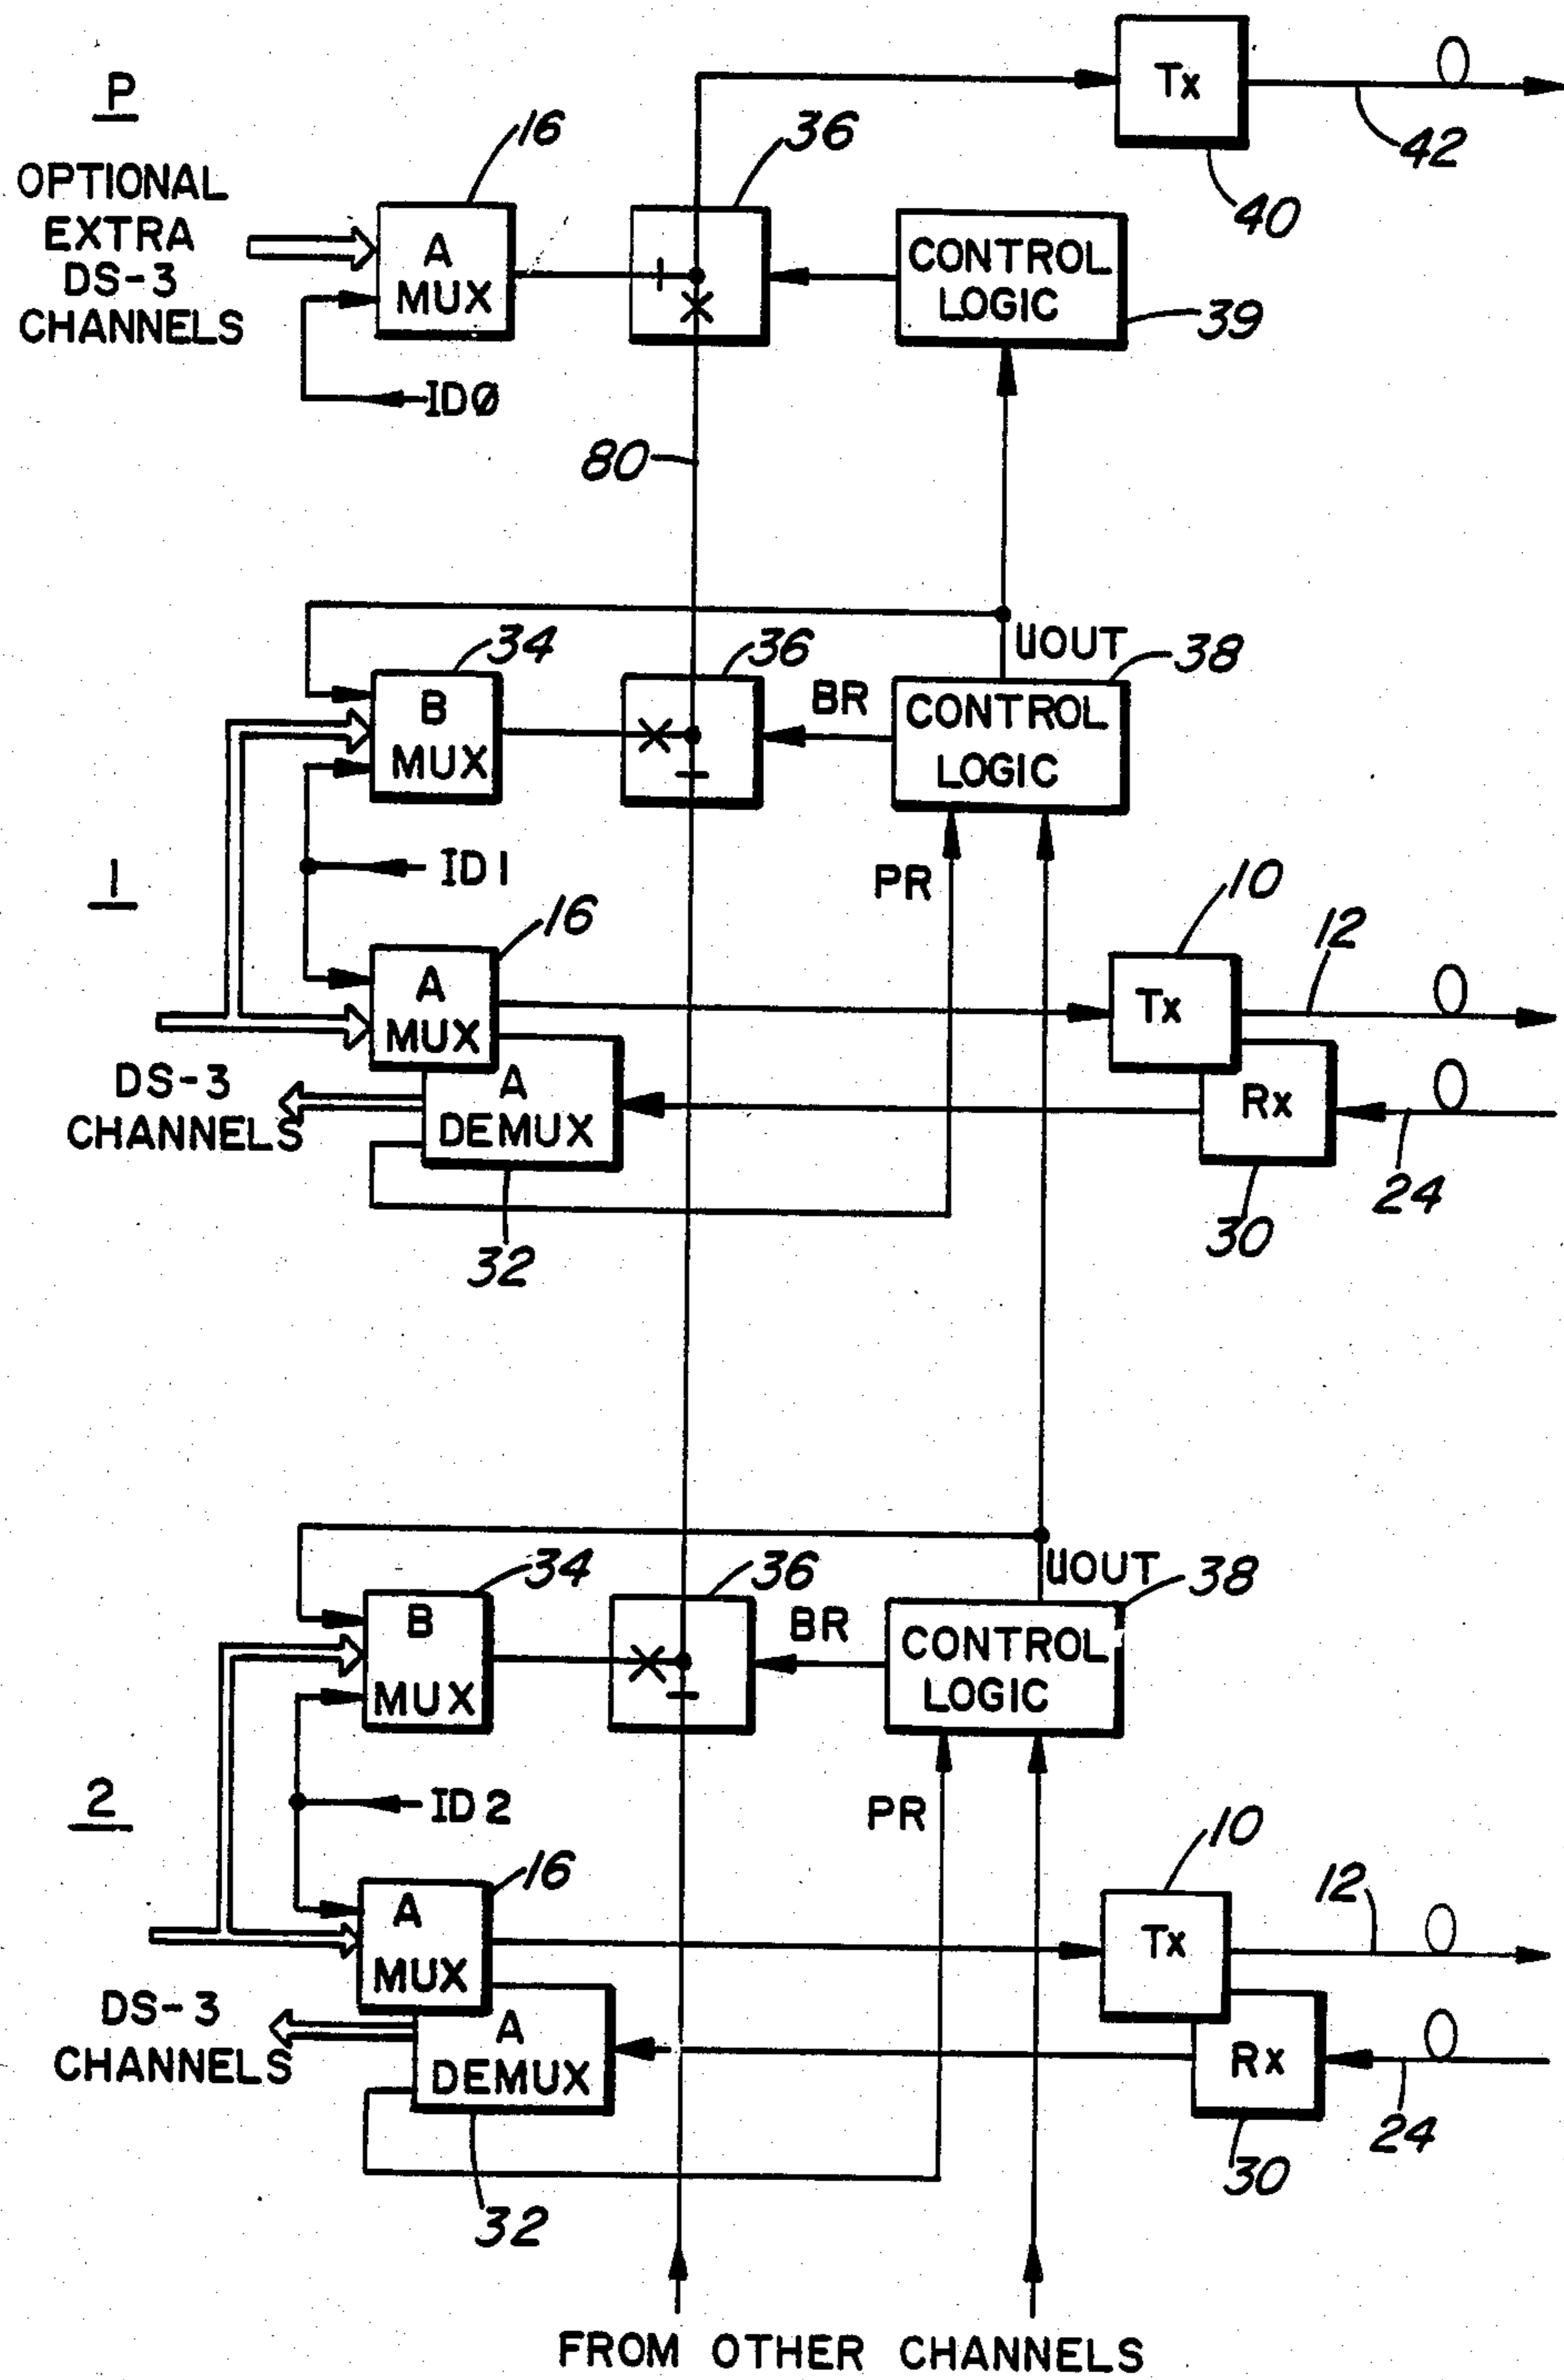 P
OPTIONAL
EXTRA
DS-3
CHANNELS
16
A
MUX
IDØ
36
CONTROL
LOGIC
39
Tx
40
42
80
34
B
MUX
36
BR
UOUT
38
CONTROL
LOGIC
1
ID1
PR
16
A
MUX
10
Tx
12
DS-3
CHANNELS
A
DEMUX
32
Rx
24
30
34
B
MUX
36
BR
UOUT
38
CONTROL
LOGIC
2
ID2
PR
16
A
MUX
10
Tx
12
DS-3
CHANNELS
A
DEMUX
32
Rx
24
30
FROM OTHER CHANNELS